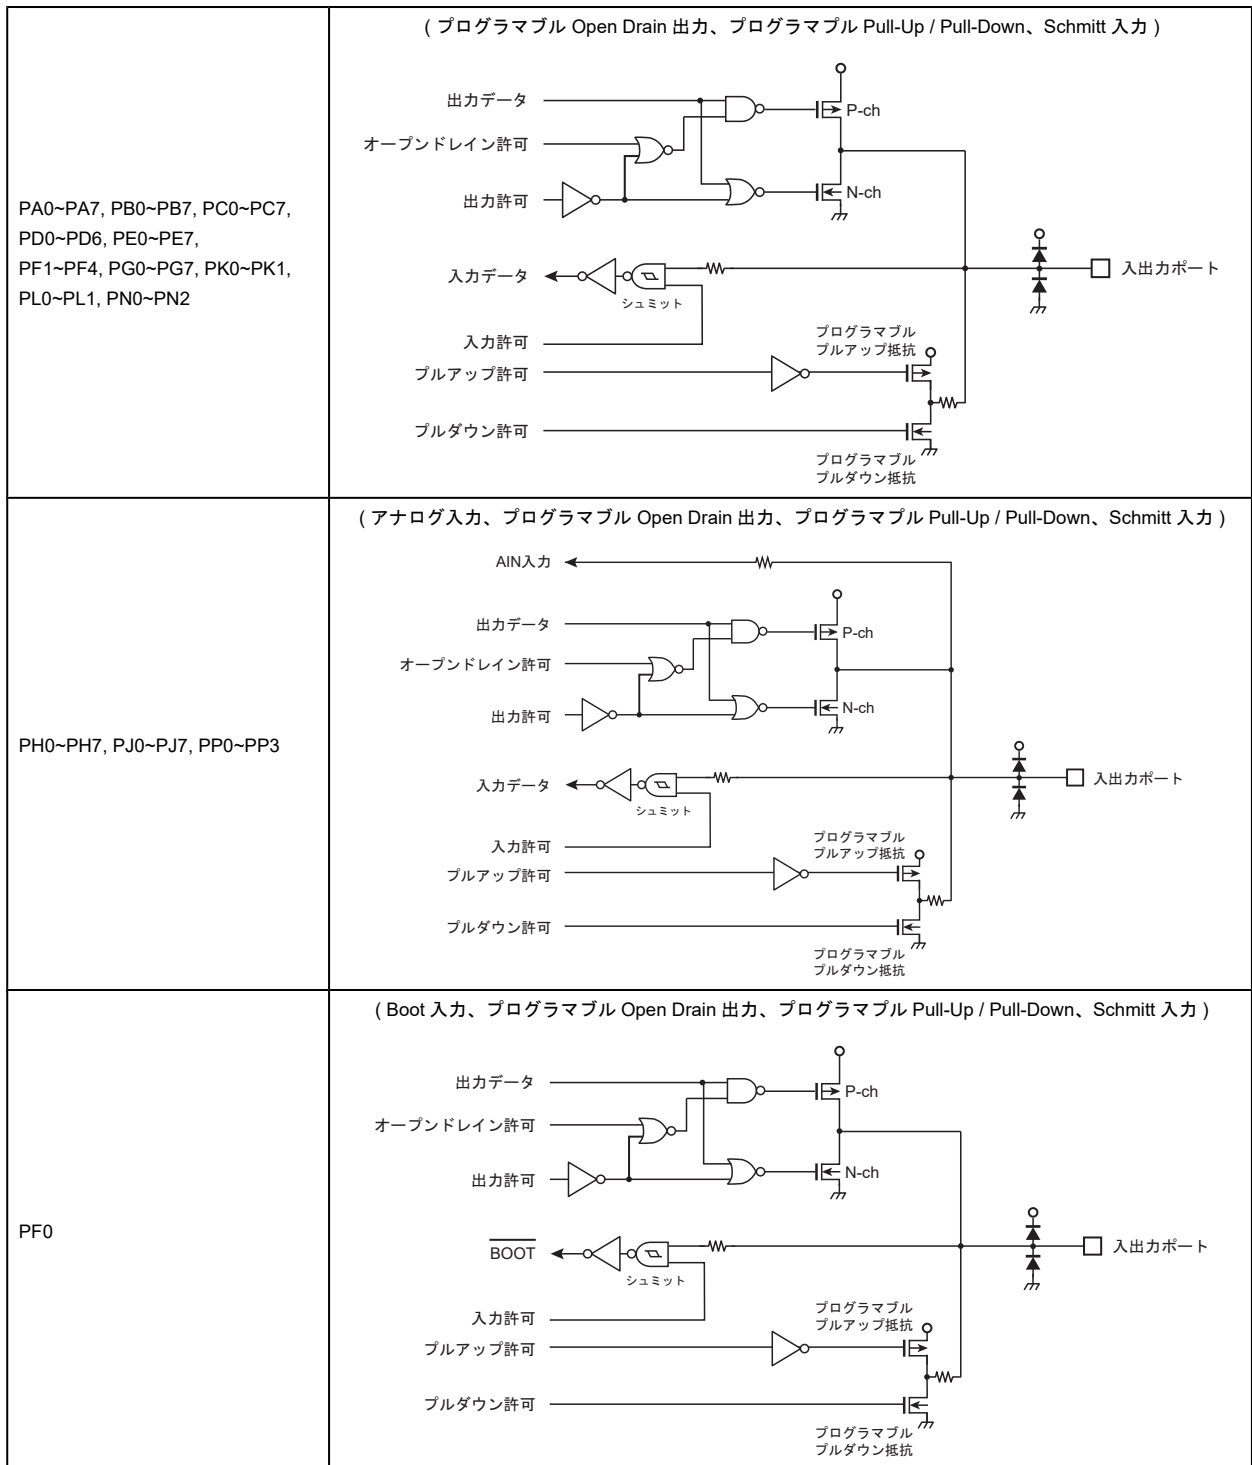 PA0~PA7, PB0~PB7, PC0~PC7,
PD0~PD6, PE0~PE7,
PF1~PF4, PG0~PG7, PK0~PK1,
PL0~PL1, PN0~PN2
( プログラマブル Open Drain 出力、プログラマプル Pull-Up / Pull-Down、Schmitt 入力 )
出力データ
P-ch
オープンドレイン許可
出力許可
N-ch
入力データ
シュミット
入出力ポート
入力許可
プログラマブル
プルアップ抵抗
プルアップ許可
プルダウン許可
プログラマブル
プルダウン抵抗
PH0~PH7, PJ0~PJ7, PP0~PP3
( アナログ入力、プログラマブル Open Drain 出力、プログラマプル Pull-Up / Pull-Down、Schmitt 入力 )
AIN入力
出力データ
P-ch
オープンドレイン許可
出力許可
N-ch
入力データ
シュミット
入出力ポート
入力許可
プログラマブル
プルアップ抵抗
プルアップ許可
プルダウン許可
プログラマブル
プルダウン抵抗
PF0
( Boot 入力、プログラマブル Open Drain 出力、プログラマプル Pull-Up / Pull-Down、Schmitt 入力 )
出力データ
P-ch
オープンドレイン許可
出力許可
N-ch
BOOT
シュミット
入出力ポート
入力許可
プログラマブル
プルアップ抵抗
プルアップ許可
プルダウン許可
プログラマブル
プルダウン抵抗